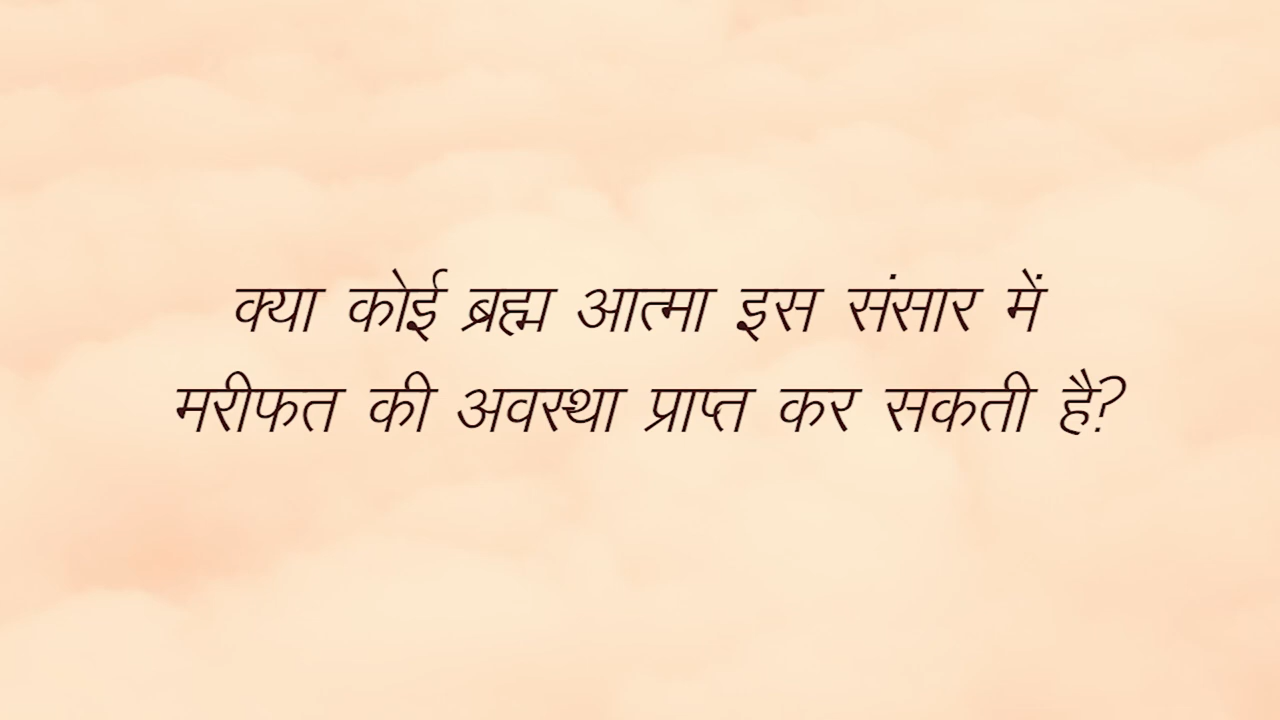 क्या कोई ब्रह्म आत्मा इस संसार में
मरीफत की अवस्था प्राप्त कर सकती है?